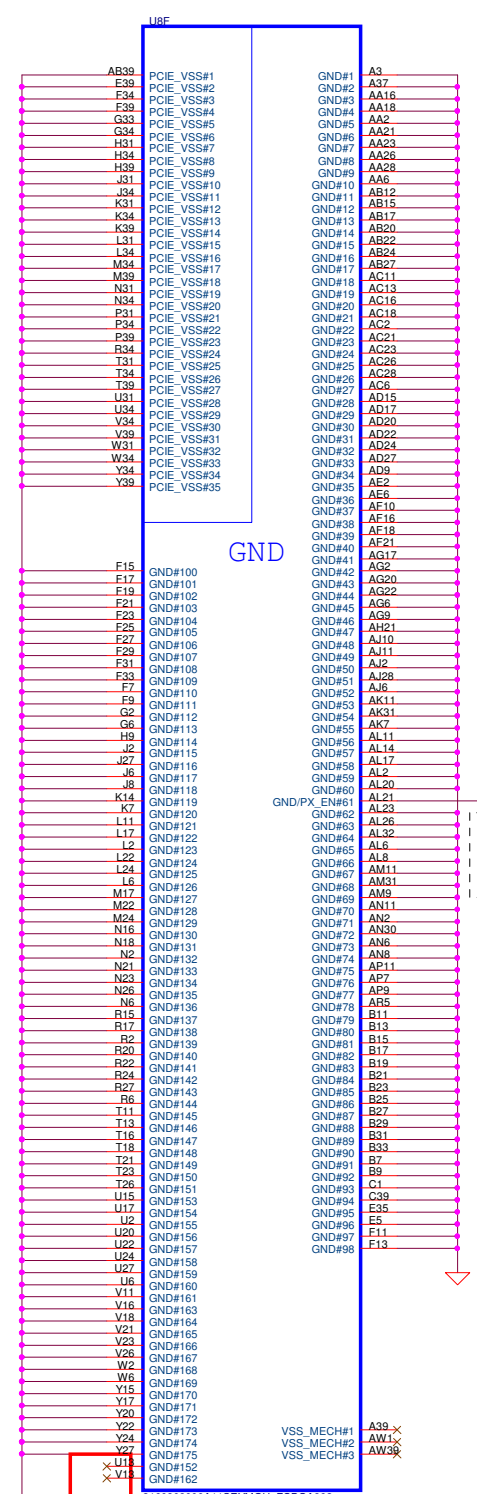 U8F
AB39 PCIE_VSS#1
E39 PCIE_VSS#2
F34 PCIE_VSS#3
F39 PCIE_VSS#4
G33 PCIE_VSS#5
G34 PCIE_VSS#6
H31 PCIE_VSS#7
H34 PCIE_VSS#8
H39 PCIE_VSS#9
J31 PCIE_VSS#10
J34 PCIE_VSS#11
K31 PCIE_VSS#12
K34 PCIE_VSS#13
K39 PCIE_VSS#14
L31 PCIE_VSS#15
L34 PCIE_VSS#16
M34 PCIE_VSS#17
M39 PCIE_VSS#18
N31 PCIE_VSS#19
N34 PCIE_VSS#20
P31 PCIE_VSS#21
P34 PCIE_VSS#22
P39 PCIE_VSS#23
R34 PCIE_VSS#24
T31 PCIE_VSS#25
T34 PCIE_VSS#26
T39 PCIE_VSS#27
U31 PCIE_VSS#28
U34 PCIE_VSS#29
V34 PCIE_VSS#30
V39 PCIE_VSS#31
W31 PCIE_VSS#32
W34 PCIE_VSS#33
Y34 PCIE_VSS#34
Y39 PCIE_VSS#35
GND
F15 GND#100
F17 GND#101
F19 GND#102
F21 GND#103
F23 GND#104
F25 GND#105
F27 GND#106
F29 GND#107
F31 GND#108
F33 GND#109
F7 GND#110
F9 GND#111
G2 GND#112
G6 GND#113
H9 GND#114
J2 GND#115
J27 GND#116
J6 GND#117
J8 GND#118
K14 GND#119
K7 GND#120
L11 GND#121
L17 GND#122
L2 GND#123
L22 GND#124
L24 GND#125
L6 GND#126
M17 GND#127
M22 GND#128
M24 GND#129
N16 GND#130
N18 GND#131
N2 GND#132
N21 GND#133
N23 GND#134
N26 GND#135
N6 GND#136
R15 GND#137
R17 GND#138
R2 GND#139
R20 GND#140
R22 GND#141
R24 GND#142
R27 GND#143
R6 GND#144
T11 GND#145
T13 GND#146
T16 GND#147
T18 GND#148
T21 GND#149
T23 GND#150
T26 GND#151
U15 GND#153
U17 GND#154
U2 GND#155
U20 GND#156
U22 GND#157
U24 GND#158
U27 GND#159
U6 GND#160
V11 GND#161
V16 GND#163
V18 GND#164
V21 GND#165
V23 GND#166
V26 GND#167
W2 GND#168
W6 GND#169
Y15 GND#170
Y17 GND#171
Y20 GND#172
Y22 GND#173
Y24 GND#174
Y27 GND#175
U13 GND#152
V13 GND#162
GND#1 A3
GND#2 A37
GND#3 AA16
GND#4 AA18
GND#5 AA2
GND#6 AA21
GND#7 AA23
GND#8 AA26
GND#9 AA28
GND#10 AA6
GND#11 AB12
GND#12 AB15
GND#13 AB17
GND#14 AB20
GND#15 AB22
GND#16 AB24
GND#17 AB27
GND#18 AC11
GND#19 AC13
GND#20 AC16
GND#21 AC18
GND#22 AC2
GND#23 AC21
GND#24 AC23
GND#25 AC26
GND#26 AC28
GND#27 AC6
GND#28 AD15
GND#29 AD17
GND#30 AD20
GND#31 AD22
GND#32 AD24
GND#33 AD27
GND#34 AD9
GND#35 AE2
GND#36 AE6
GND#37 AF10
GND#38 AF16
GND#39 AF18
GND#40 AF21
GND#41 AG17
GND#42 AG2
GND#43 AG20
GND#44 AG22
GND#45 AG6
GND#46 AG9
GND#47 AH21
GND#48 AJ10
GND#49 AJ11
GND#50 AJ2
GND#51 AJ28
GND#52 AJ6
GND#53 AK11
GND#54 AK31
GND#55 AK7
GND#56 AL11
GND#57 AL14
GND#58 AL17
GND#59 AL2
GND#60 AL20
GND/PX_EN#61 AL21
GND#62 AL23
GND#63 AL26
GND#64 AL32
GND#65 AL6
GND#66 AL8
GND#67 AM11
GND#68 AM31
GND#69 AM9
GND#70 AN11
GND#71 AN2
GND#72 AN30
GND#73 AN6
GND#74 AN8
GND#75 AP11
GND#76 AP7
GND#77 AP9
GND#78 AR5
GND#79 B11
GND#80 B13
GND#81 B15
GND#82 B17
GND#83 B19
GND#84 B21
GND#85 B23
GND#86 B25
GND#87 B27
GND#88 B29
GND#89 B31
GND#90 B33
GND#91 B7
GND#92 B9
GND#93 C1
GND#94 C39
GND#95 E35
GND#96 E5
GND#97 F11
GND#98 F13
VSS_MECH#1 A39
VSS_MECH#2 AW1
VSS_MECH#3 AW39